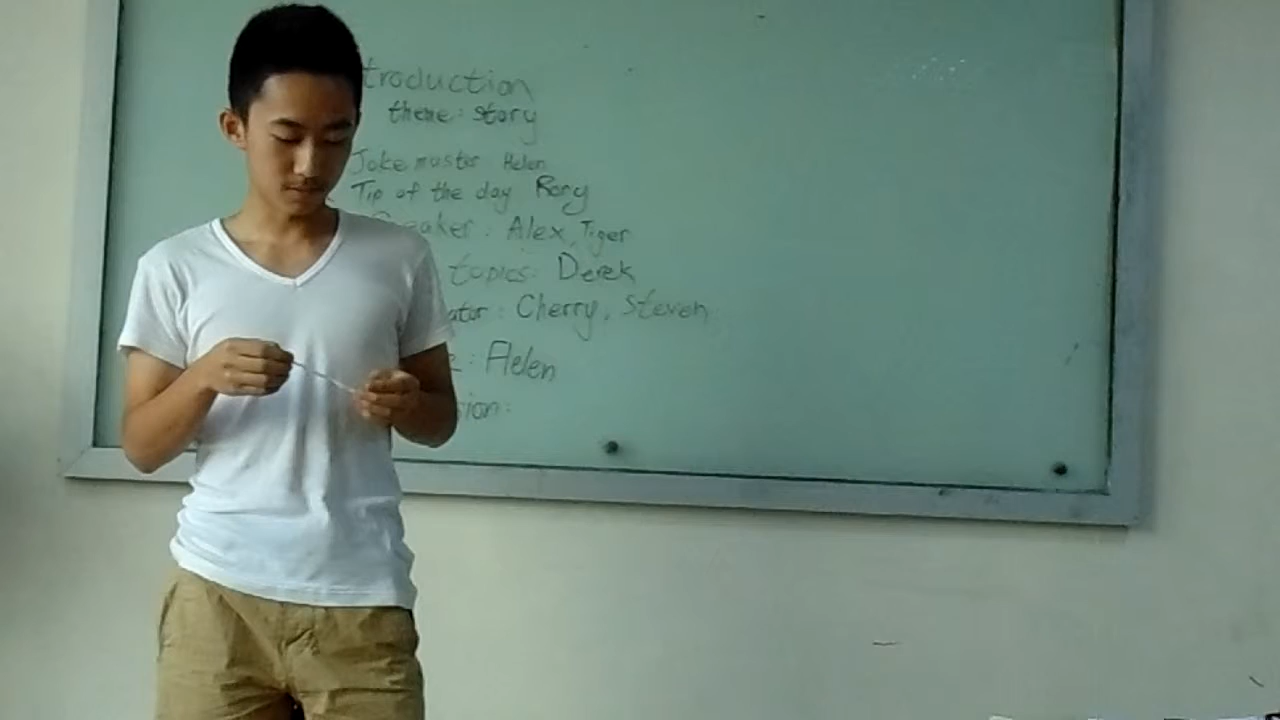 troduction
theme: story
Joke master Helen
Tip of the day Rory
eaker: Alex, Tiger
topics: Derek
ator: Cherry, Steven
: Helen
sion: